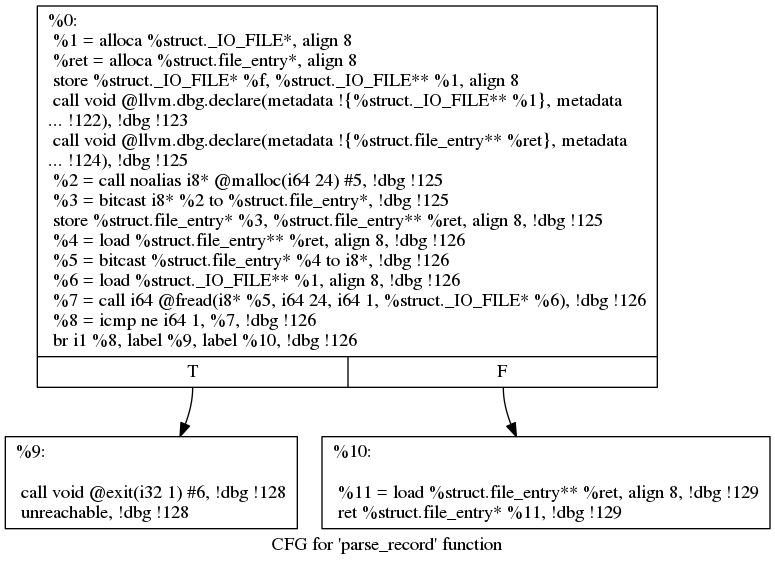 %0:
%1 = alloca %struct._IO_FILE*, align 8
%ret = alloca %struct.file_entry*, align 8
store %struct._IO_FILE* %f, %struct._IO_FILE** %1, align 8
call void @llvm.dbg.declare(metadata !{%struct._IO_FILE** %1}, metadata
... !122), !dbg !123
call void @llvm.dbg.declare(metadata !{%struct.file_entry** %ret}, metadata
... !124), !dbg !125
%2 = call noalias i8* @malloc(i64 24) #5, !dbg !125
%3 = bitcast i8* %2 to %struct.file_entry*, !dbg !125
store %struct.file_entry* %3, %struct.file_entry** %ret, align 8, !dbg !125
%4 = load %struct.file_entry** %ret, align 8, !dbg !126
%5 = bitcast %struct.file_entry* %4 to i8*, !dbg !126
%6 = load %struct._IO_FILE** %1, align 8, !dbg !126
%7 = call i64 @fread(i8* %5, i64 24, i64 1, %struct._IO_FILE* %6), !dbg !126
%8 = icmp ne i64 1, %7, !dbg !126
br i1 %8, label %9, label %10, !dbg !126
T
F
%9:
call void @exit(i32 1) #6, !dbg !128
unreachable, !dbg !128
%10:
%11 = load %struct.file_entry** %ret, align 8, !dbg !129
ret %struct.file_entry* %11, !dbg !129
CFG for 'parse_record' function